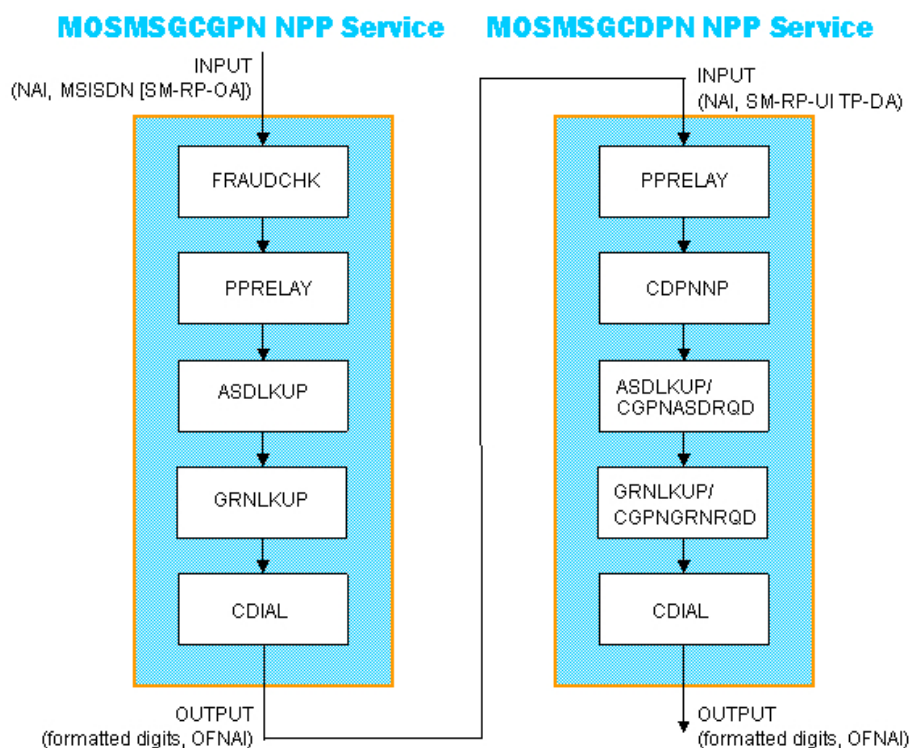 MOSMSGCGPN NPP Service
INPUT
(NAI, MSISDN [SM-RP-OA])
FRAUDCHK
PPRELAY
ASDLKUP
GRNLKUP
CDIAL
OUTPUT
(formatted digits, OFNAI)
MOSMSGCDPN NPP Service
INPUT
(NAI, SM-RP-UI TP-DA)
PPRELAY
CDPNNP
ASDLKUP/
CGPNASDRQD
GRNLKUP/
CGPNGRNRQD
CDIAL
OUTPUT
(formatted digits, OFNAI)